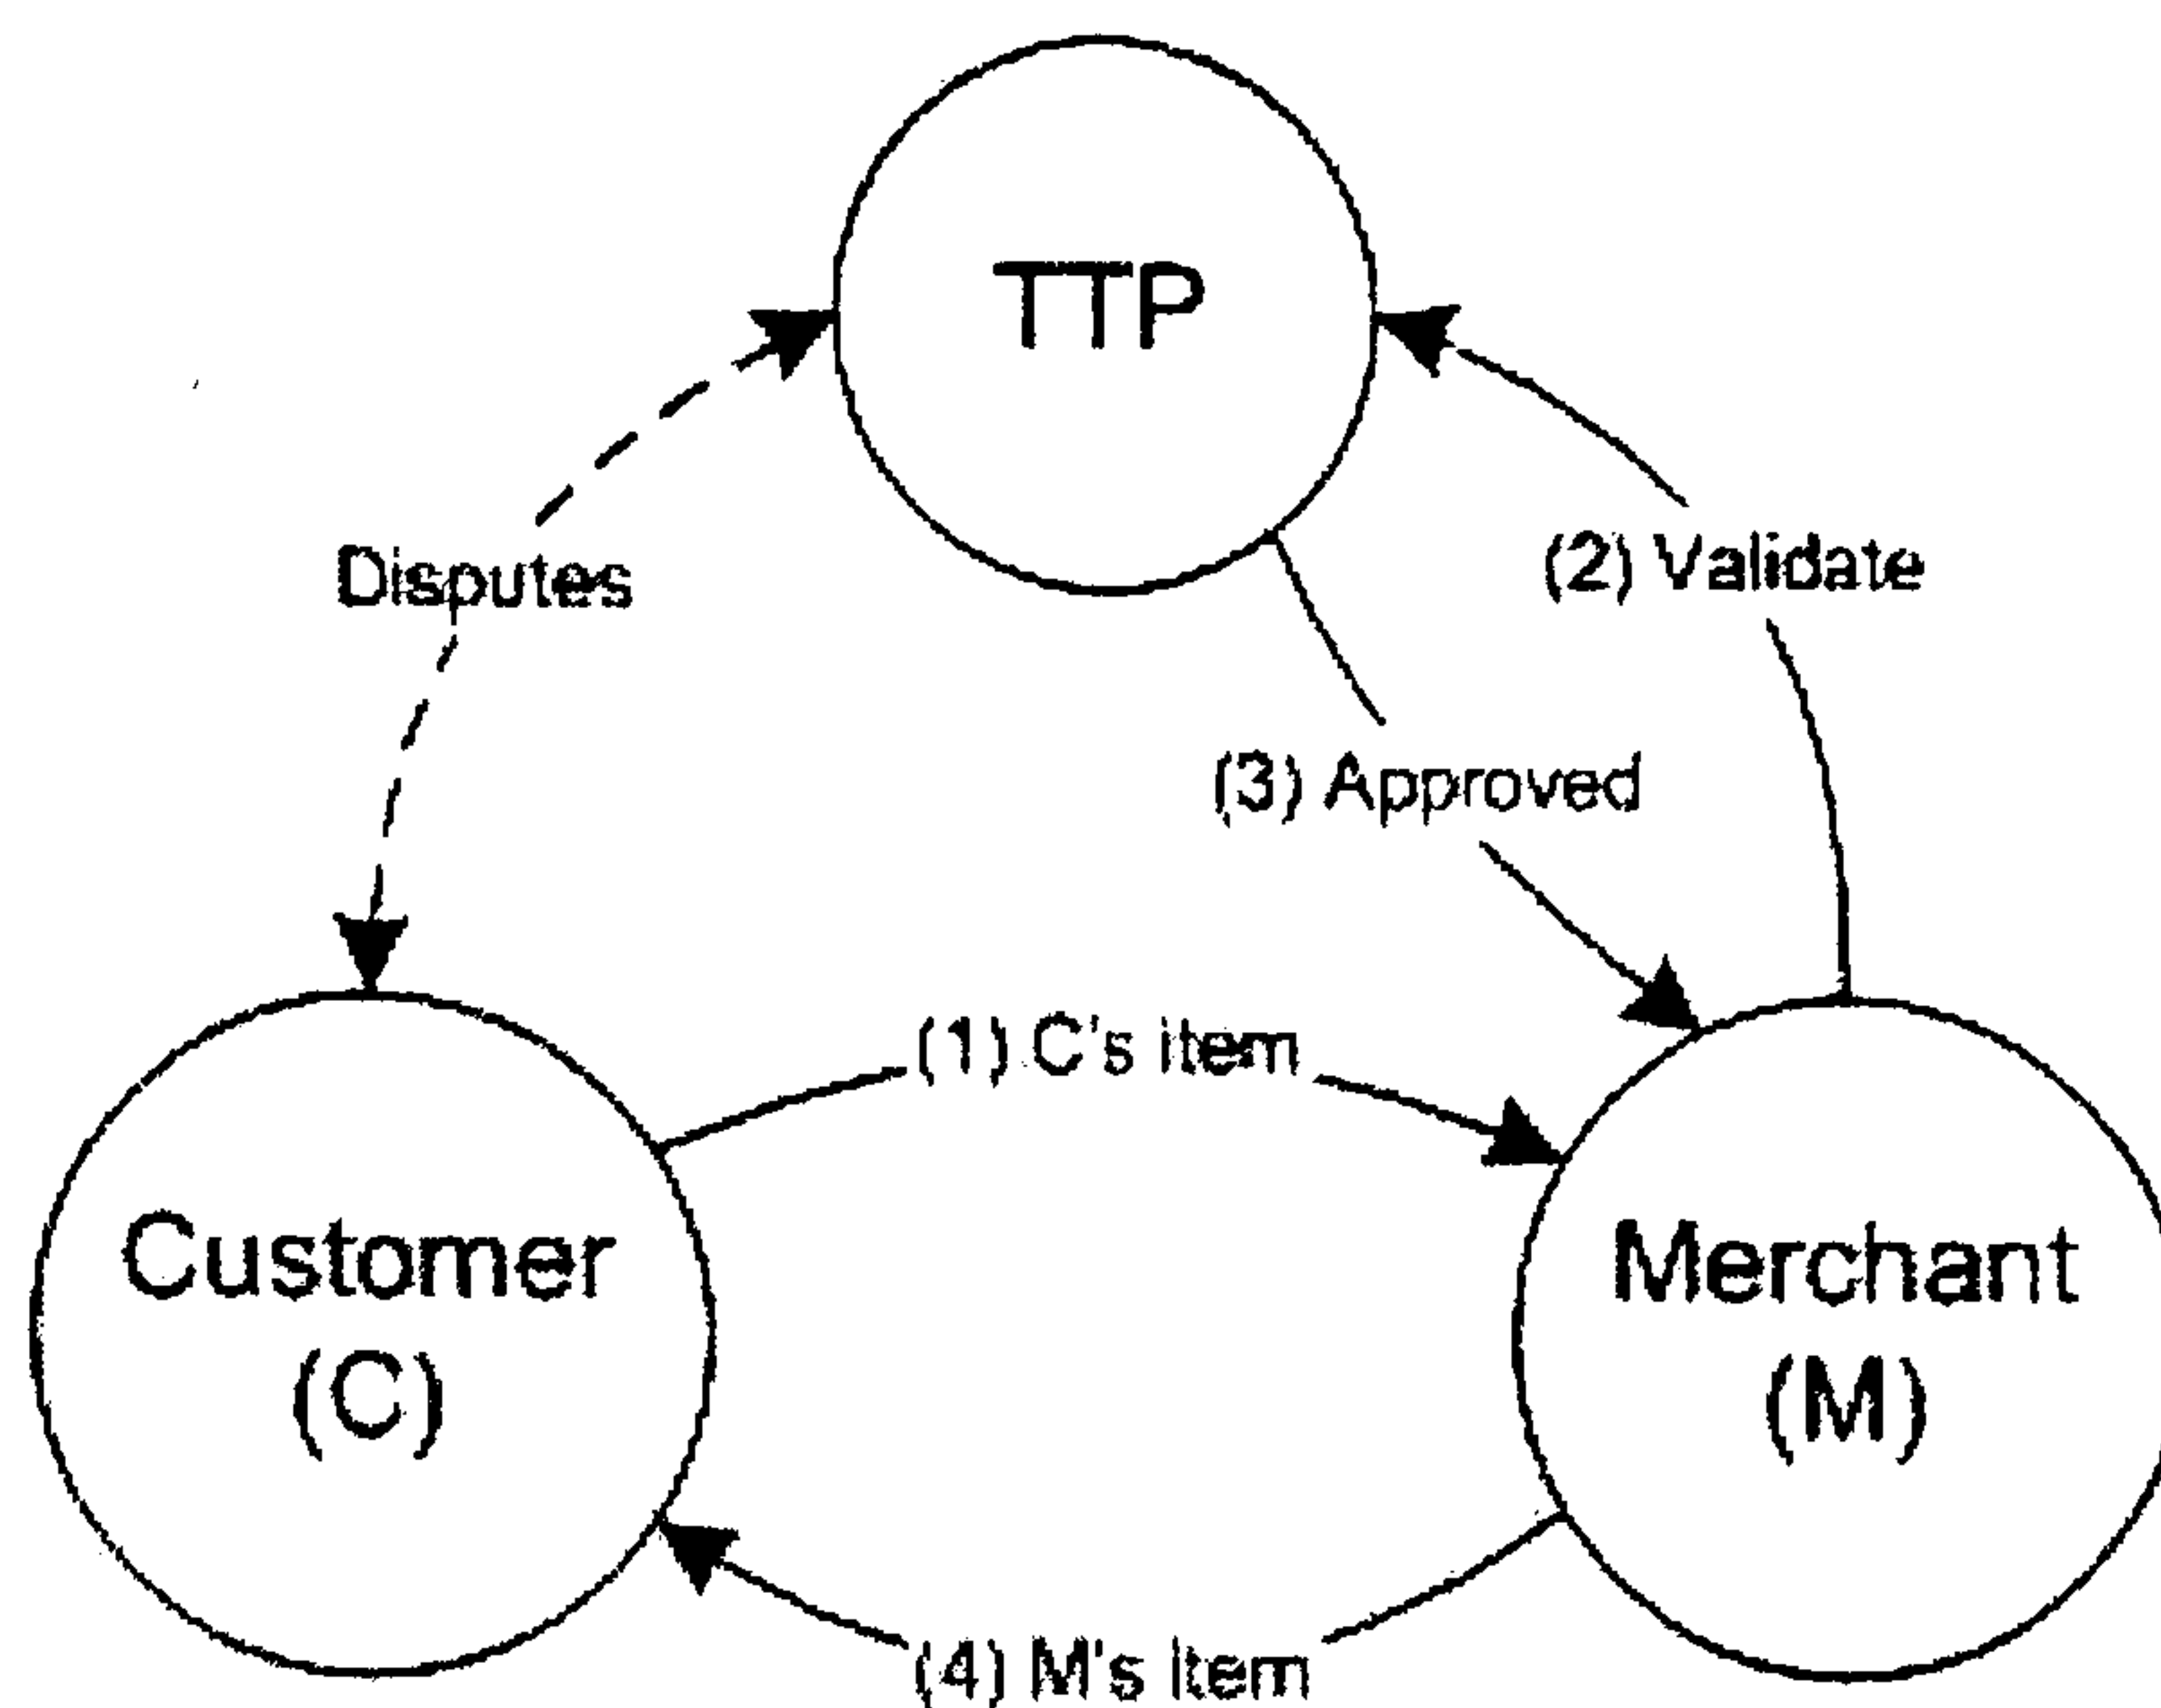 TTP
Disputes
(2) Validate
(3) Approved
(1) C's item
Customer
(C)
Merchant
(M)
(4) M's item